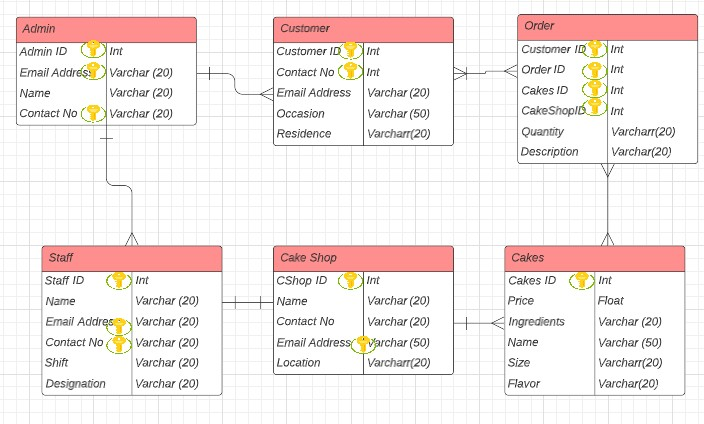 Admin
Admin ID Int
Email Address Varchar (20)
Name Varchar (20)
Contact No Varchar (20)
Customer
Customer ID Int
Contact No Int
Email Address Varchar (20)
Occasion Varchar (50)
Residence Varcharr(20)
Order
Customer ID Int
Order ID Int
Cakes ID Int
CakeShopID Int
Quantity Varcharr(20)
Description Varchar(20)
Staff
Staff ID Int
Name Varchar (20)
Email Address Varchar (20)
Contact No Varchar (20)
Shift Varchar (20)
Designation Varchar (20)
Cake Shop
CShop ID Int
Name Varchar (20)
Contact No Varchar (20)
Email Address Varchar (50)
Location Varcharr(20)
Cakes
Cakes ID Int
Price Float
Ingredients Varchar (20)
Name Varchar (50)
Size Varcharr(20)
Flavor Varchar(20)